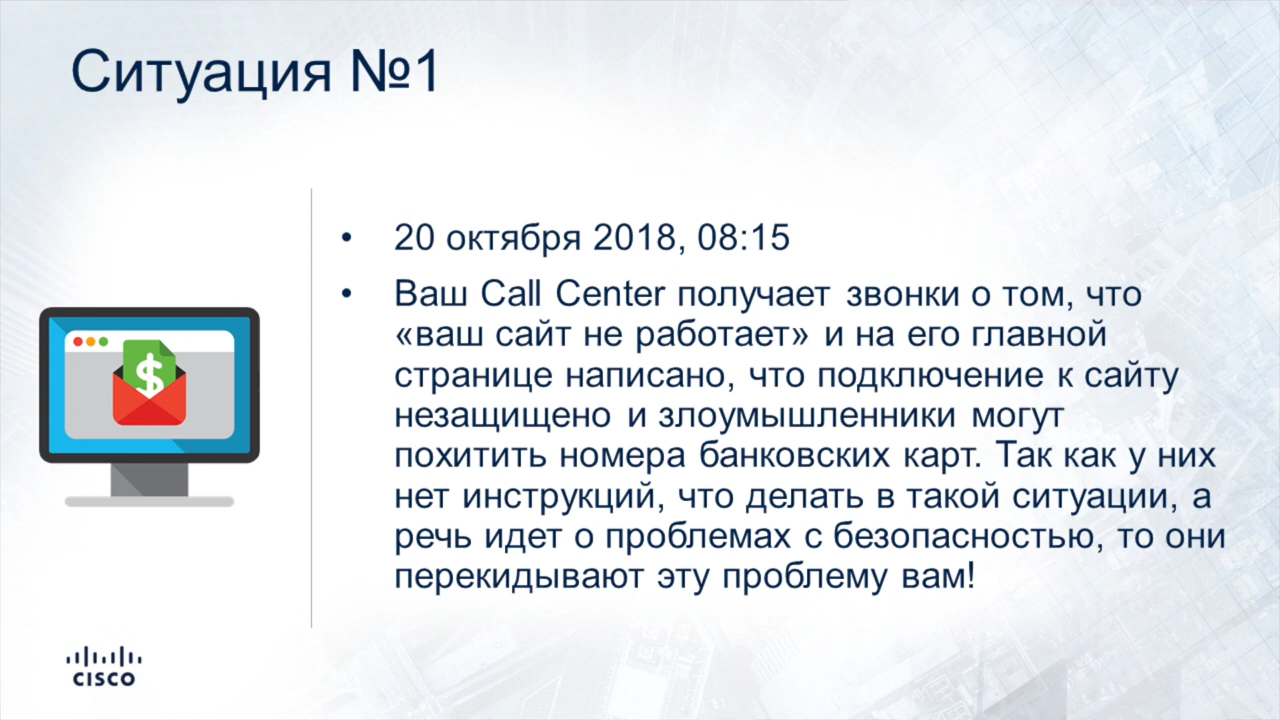 Ситуация №1
• 20 октября 2018, 08:15
• Ваш Call Center получает звонки о том, что
«ваш сайт не работает» и на его главной
странице написано, что подключение к сайту
незащищено и злоумышленники могут
похитить номера банковских карт. Так как у них
нет инструкций, что делать в такой ситуации, а
речь идет о проблемах с безопасностью, то они
перекидывают эту проблему вам!
$
CISCO